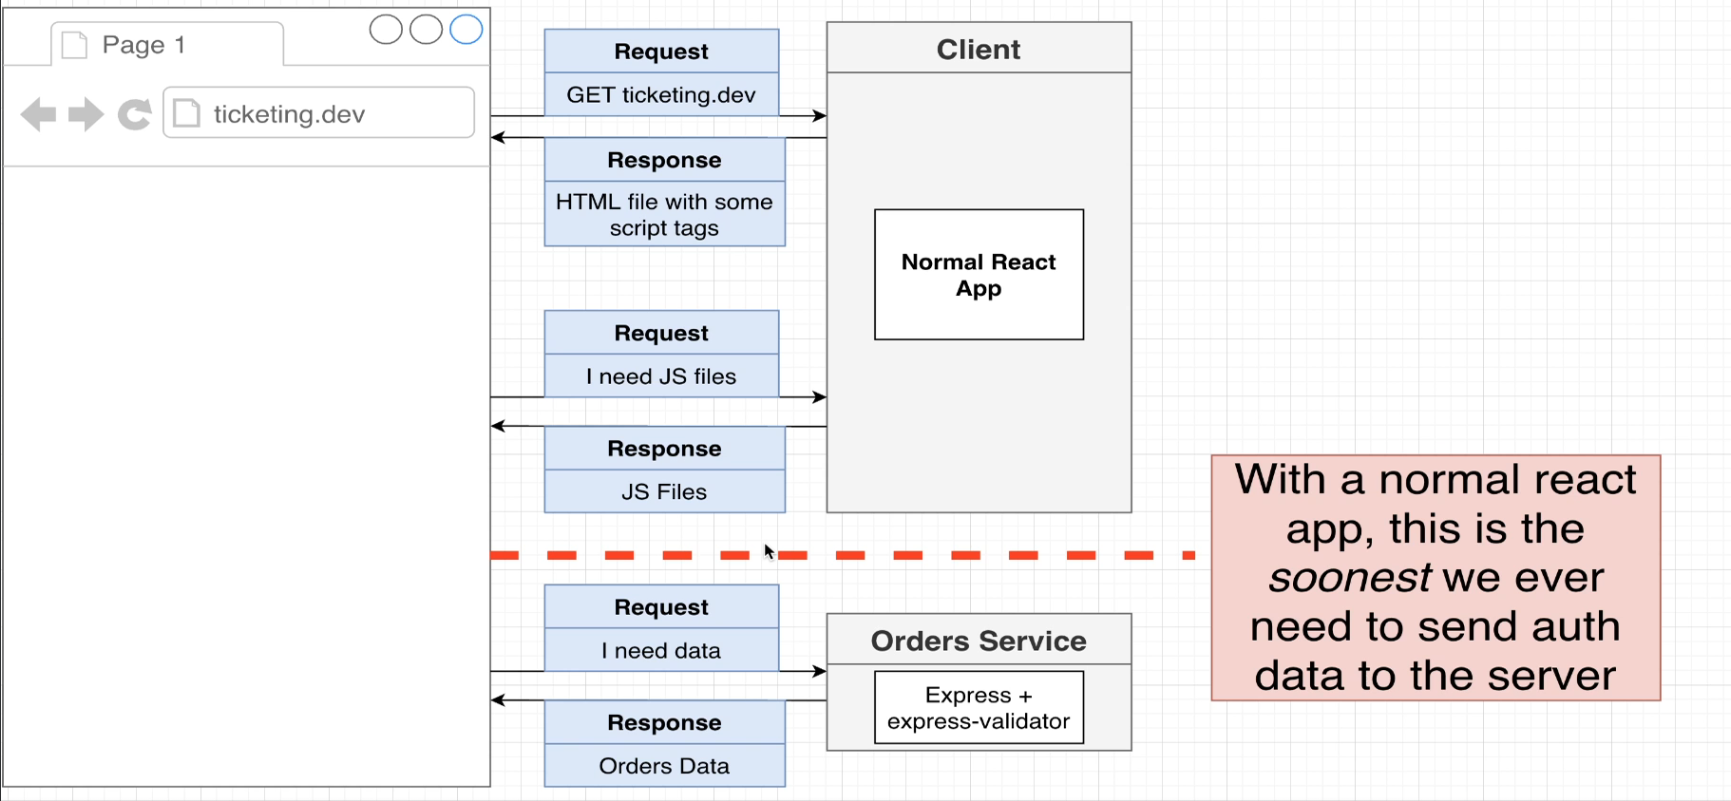 Page 1
ticketing.dev
Request
GET ticketing.dev
Response
HTML file with some
script tags
Request
I need JS files
Response
JS Files
Request
I need data
Response
Orders Data
Client
Normal React
App
Orders Service
Express +
express-validator
With a normal react
app, this is the
soonest we ever
need to send auth
data to the server